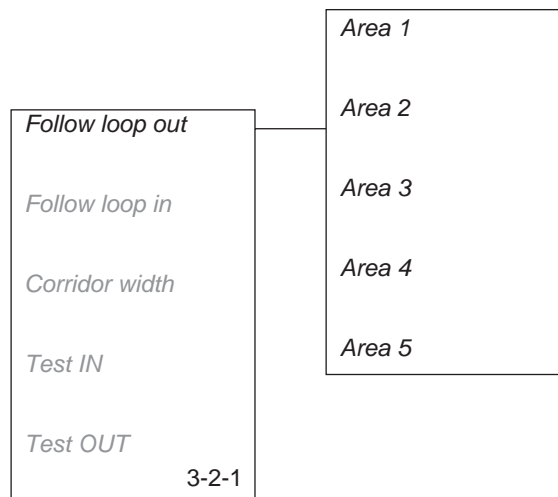 Follow loop out
Follow loop in
Corridor width
Test IN
Test OUT
3-2-1
Area 1
Area 2
Area 3
Area 4
Area 5